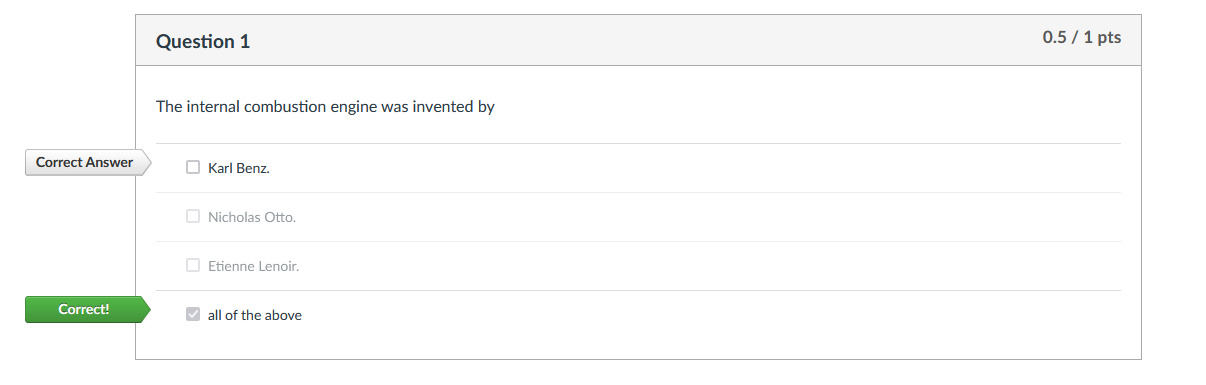 Question 1
0.5 / 1 pts
The internal combustion engine was invented by
Correct Answer
Karl Benz.
Nicholas Otto.
Etienne Lenoir.
Correct!
all of the above